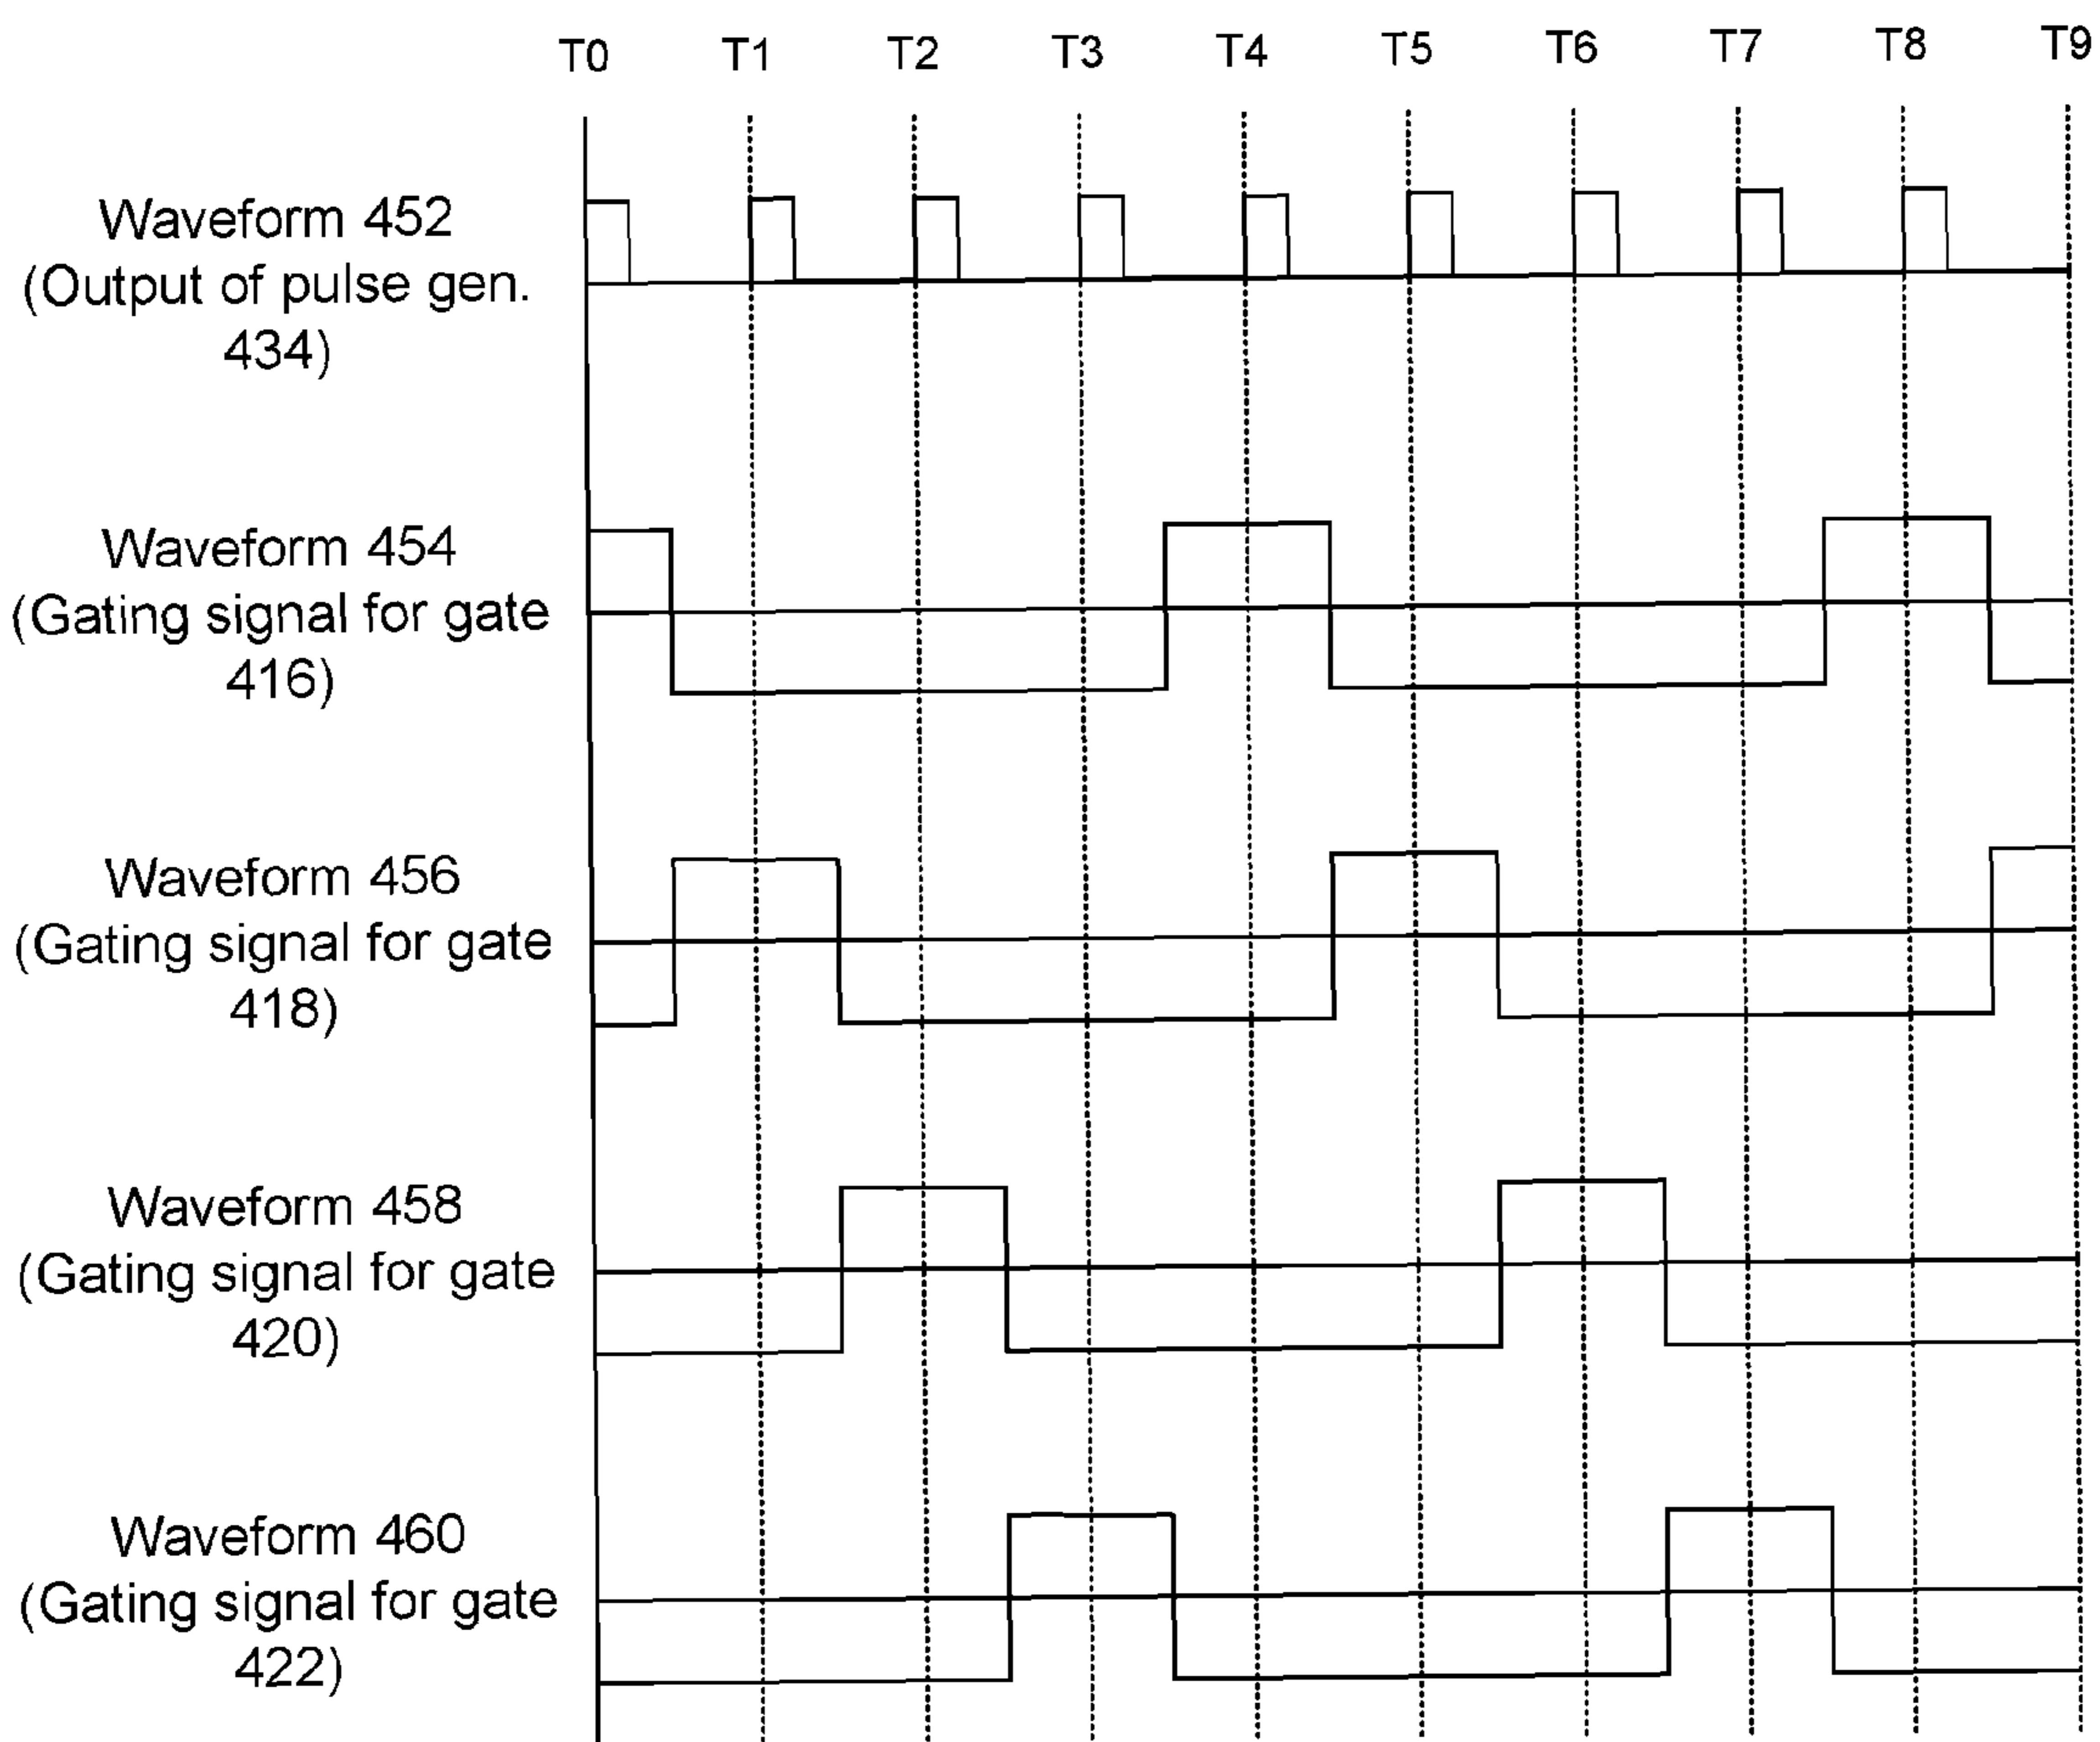 T0 T1 T2 T3 T4 T5 T6 T7 T8 T9
Waveform 452
(Output of pulse gen.
434)
Waveform 454
(Gating signal for gate
416)
Waveform 456
(Gating signal for gate
418)
Waveform 458
(Gating signal for gate
420)
Waveform 460
(Gating signal for gate
422)